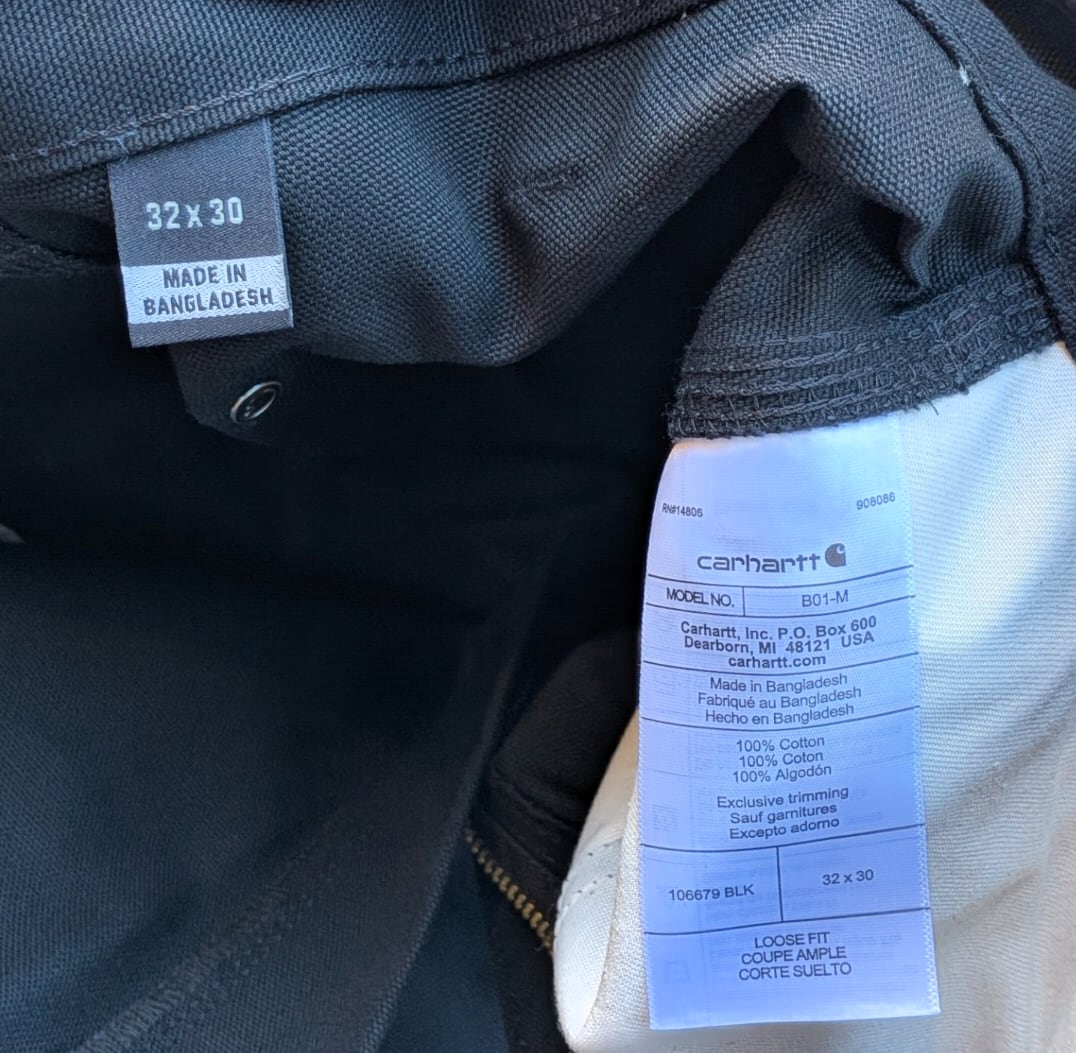 32 x 30
MADE IN
BANGLADESH
RN#14806 908086
carhartt
MODEL NO. B01-M
Carhartt, Inc. P.O. Box 600
Dearborn, MI 48121 USA
carhartt.com
Made in Bangladesh
Fabriqué au Bangladesh
Hecho en Bangladesh
100% Cotton
100% Coton
100% Algodón
Exclusive trimming
Sauf garnitures
Excepto adorno
106679 BLK 32 x 30
LOOSE FIT
COUPE AMPLE
CORTE SUELTO